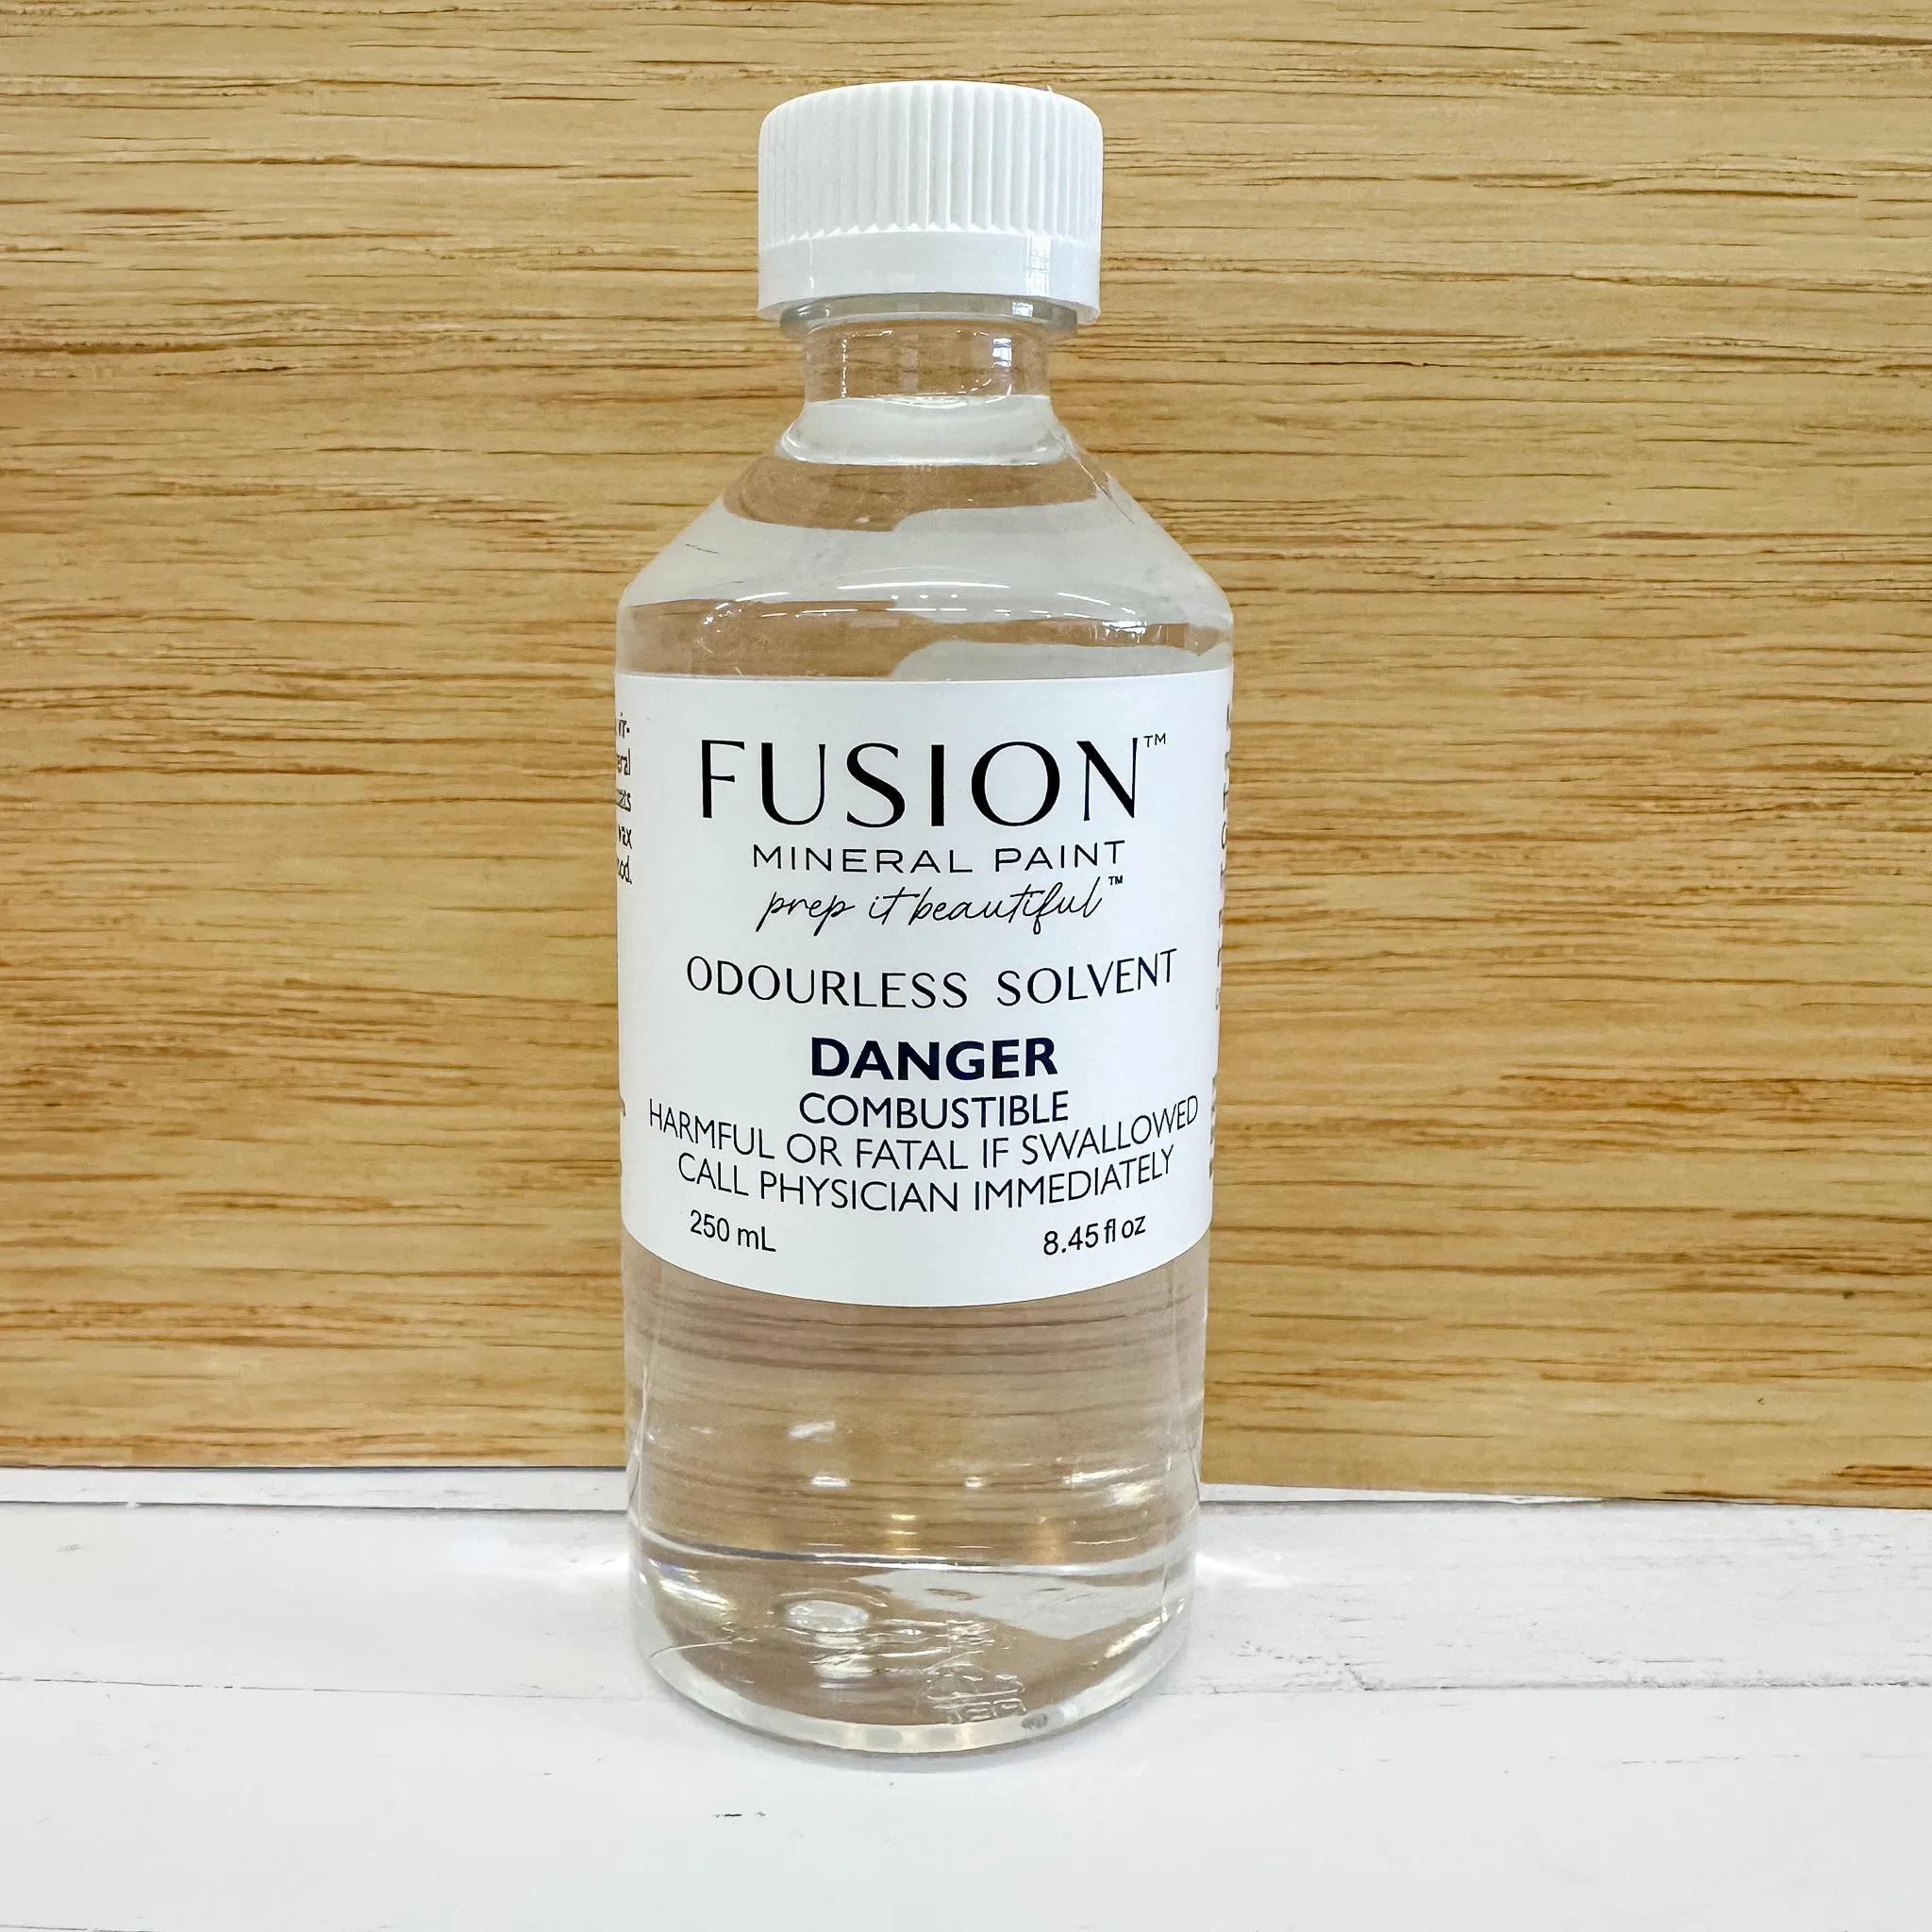 FUSION™
MINERAL PAINT
prep it beautiful™
ODOURLESS SOLVENT
DANGER
COMBUSTIBLE
HARMFUL OR FATAL IF SWALLOWED
CALL PHYSICIAN IMMEDIATELY
250 mL 8.45 fl oz